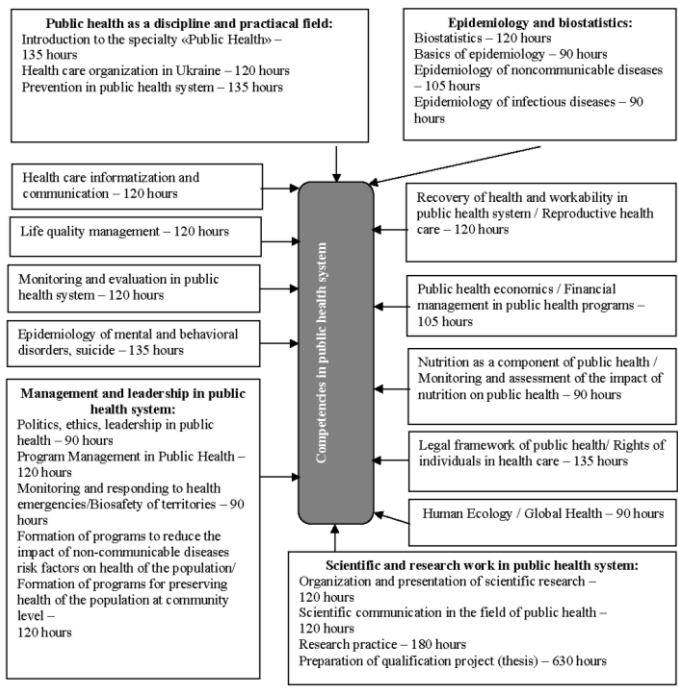 Public health as a discipline and practiacal field:
Introduction to the specialty «Public Health» –
135 hours
Health care organization in Ukraine – 120 hours
Prevention in public health system – 135 hours
Epidemiology and biostatistics:
Biostatistics – 120 hours
Basics of epidemiology – 90 hours
Epidemiology of noncommunicable diseases
– 105 hours
Epidemiology of infectious diseases – 90
hours
Health care informatization and
communication – 120 hours
Life quality management – 120 hours
Monitoring and evaluation in public
health system – 120 hours
Epidemiology of mental and behavioral
disorders, suicide – 135 hours
Management and leadership in public
health system:
Politics, ethics, leadership in public
health – 90 hours
Program Management in Public Health –
120 hours
Monitoring and responding to health
emergencies/Biosafety of territories – 90
hours
Formation of programs to reduce the
impact of non-communicable diseases
risk factors on health of the population/
Formation of programs for preserving
health of the population at community
level –
120 hours
Competencies in public health system
Recovery of health and workability in
public health system / Reproductive health
care – 120 hours
Public health economics / Financial
management in public health programs –
105 hours
Nutrition as a component of public health /
Monitoring and assessment of the impact of
nutrition on public health – 90 hours
Legal framework of public health/ Rights of
individuals in health care – 135 hours
Human Ecology / Global Health – 90 hours
Scientific and research work in public health system:
Organization and presentation of scientific research –
120 hours
Scientific communication in the field of public health –
120 hours
Research practice – 180 hours
Preparation of qualification project (thesis) – 630 hours